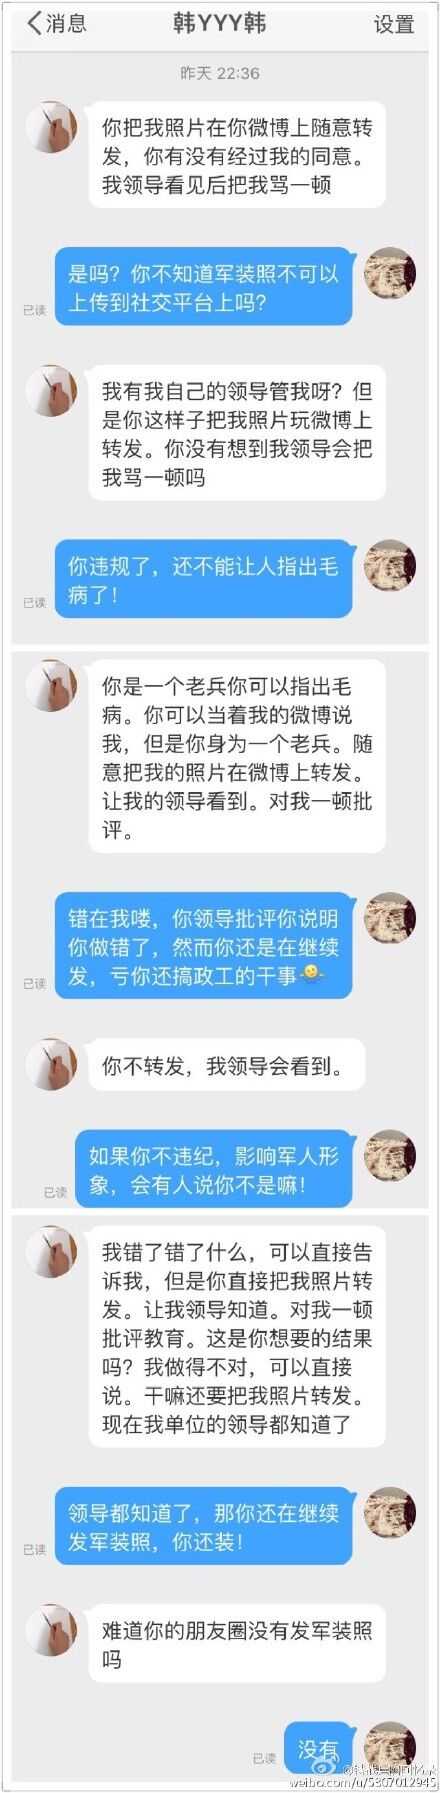 消息
韩YYY韩
设置
昨天 22:36
你把我照片在你微博上随意转
发，你有没有经过我的同意。
我领导看见后把我骂一顿
是吗？你不知道军装照不可以
上传到社交平台上吗？
已读
我有我自己的领导管我呀？但
是你这样子把我照片玩微博上
转发。你没有想到我领导会把
我骂一顿吗
你违规了，还不能让人指出毛
病了！
已读
你是一个老兵你可以指出毛
病。你可以当着我的微博说
我，但是你身为一个老兵。随
意把我的照片在微博上转发。
让我的领导看到。对我一顿批
评。
错在我喽，你领导批评你说明
你做错了，然而你还是在继续
发，亏你还搞政工的干事
已读
你不转发，我领导会看到。
如果你不违纪，影响军人形
象，会有人说你不是嘛！
已读
我错了错了什么，可以直接告
诉我，但是你直接把我照片转
发。让我领导知道。对我一顿
批评教育。这是你想要的结果
吗？我做得不对，可以直接
说。干嘛还要把我照片转发。
现在我单位的领导都知道了
领导都知道了，那你还在继续
发军装照，你还装！
已读
难道你的朋友圈没有发军装照
吗
没有
已读
weibo.com/u/5307012945